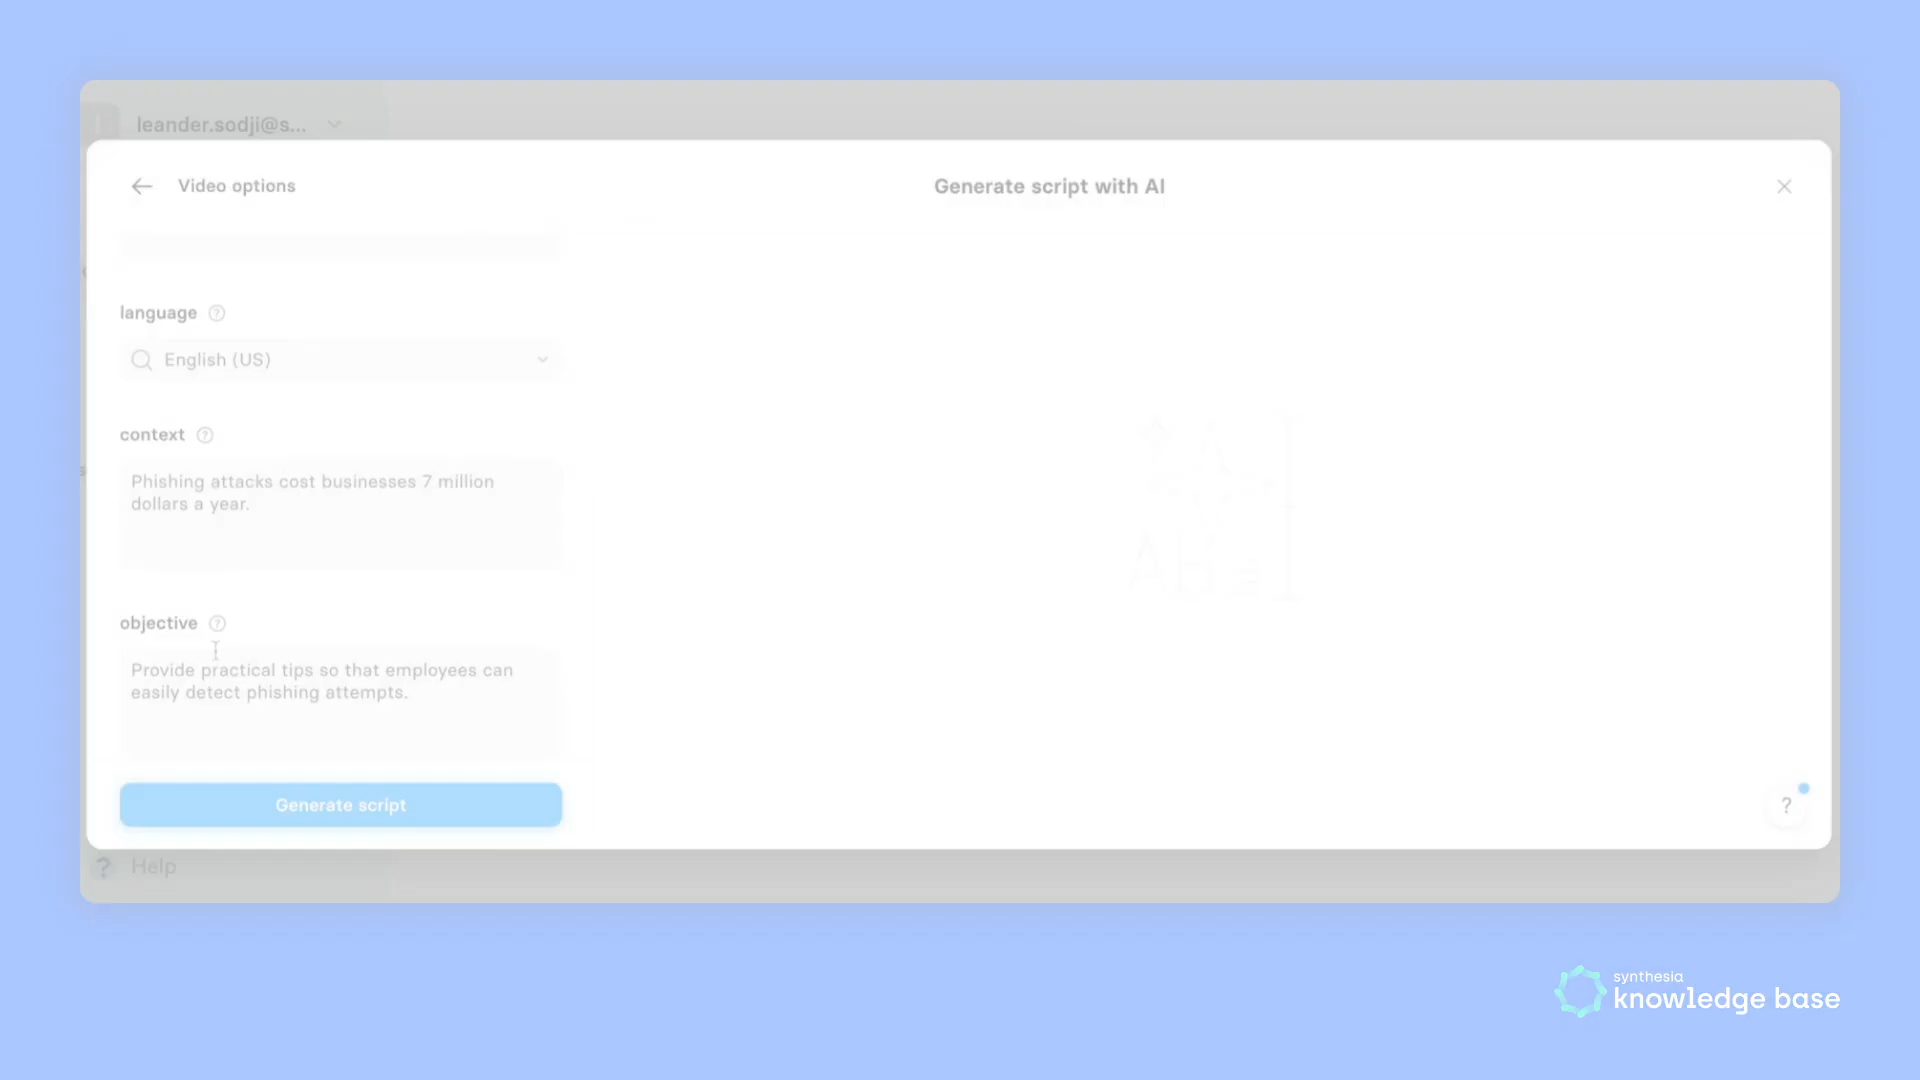 leander.sodji@s...
Video options
Generate script with AI
language ?
English (US)
context ?
Phishing attacks cost businesses 7 million
dollars a year.
objective ?
Provide practical tips so that employees can
easily detect phishing attempts.
Generate script
?
? Help
synthesia
knowledge base